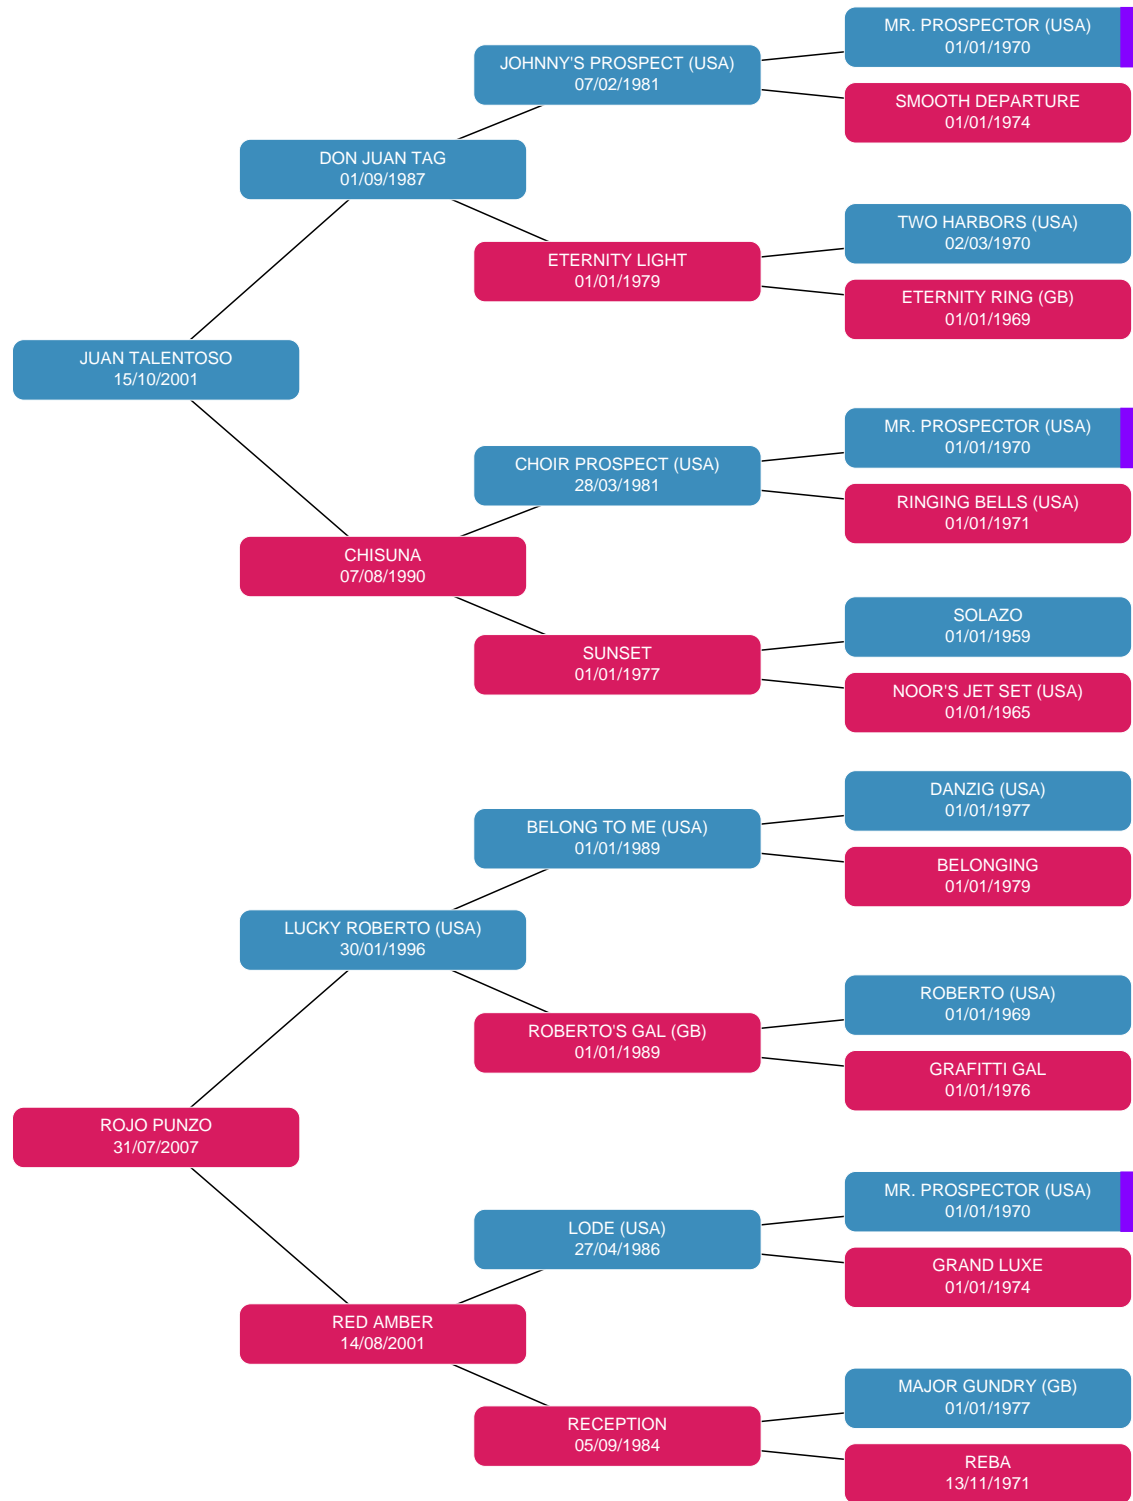 MR. PROSPECTOR (USA)
01/01/1970
JOHNNY'S PROSPECT (USA)
07/02/1981
SMOOTH DEPARTURE
01/01/1974
DON JUAN TAG
01/09/1987
TWO HARBORS (USA)
02/03/1970
ETERNITY LIGHT
01/01/1979
ETERNITY RING (GB)
01/01/1969
JUAN TALENTOSO
15/10/2001
MR. PROSPECTOR (USA)
01/01/1970
CHOIR PROSPECT (USA)
28/03/1981
RINGING BELLS (USA)
01/01/1971
CHISUNA
07/08/1990
SOLAZO
01/01/1959
SUNSET
01/01/1977
NOOR'S JET SET (USA)
01/01/1965
DANZIG (USA)
01/01/1977
BELONG TO ME (USA)
01/01/1989
BELONGING
01/01/1979
LUCKY ROBERTO (USA)
30/01/1996
ROBERTO (USA)
01/01/1969
ROBERTO'S GAL (GB)
01/01/1989
GRAFITTI GAL
01/01/1976
ROJO PUNZO
31/07/2007
MR. PROSPECTOR (USA)
01/01/1970
LODE (USA)
27/04/1986
GRAND LUXE
01/01/1974
RED AMBER
14/08/2001
MAJOR GUNDRY (GB)
01/01/1977
RECEPTION
05/09/1984
REBA
13/11/1971